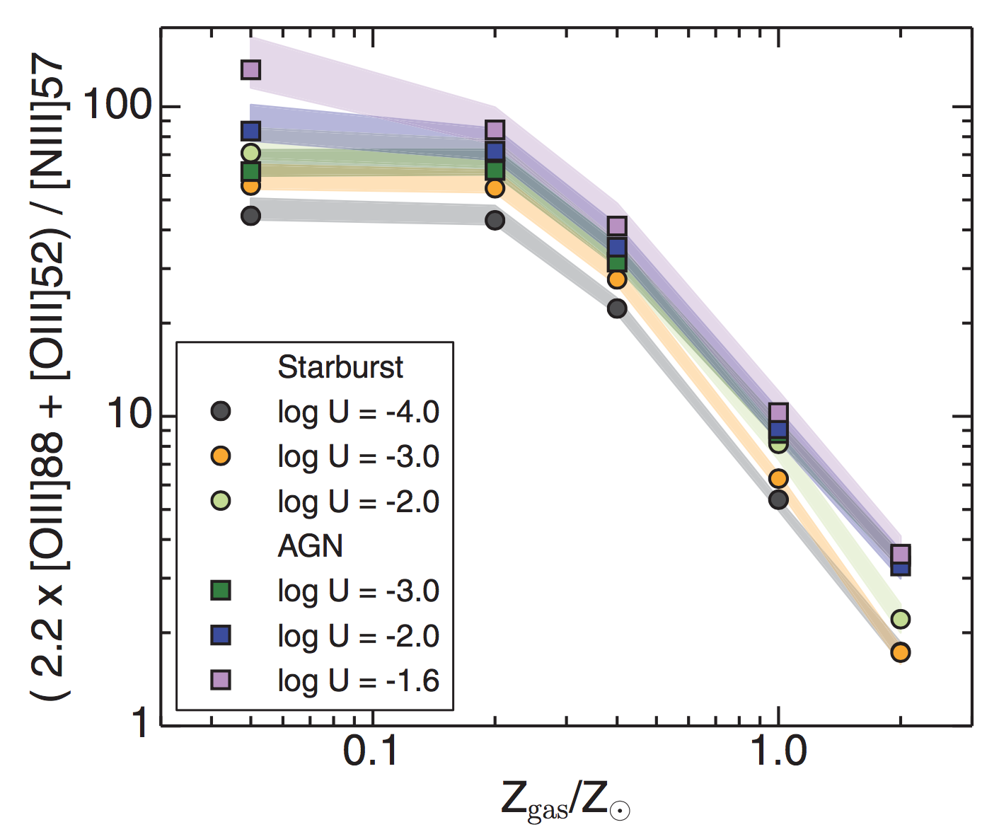 ( 2.2 x [OIII]88 + [OIII]52) / [NIII]57
100
10
1
Starburst
log U = -4.0
log U = -3.0
log U = -2.0
AGN
log U = -3.0
log U = -2.0
log U = -1.6
0.1 1.0
Zgas/Z☉